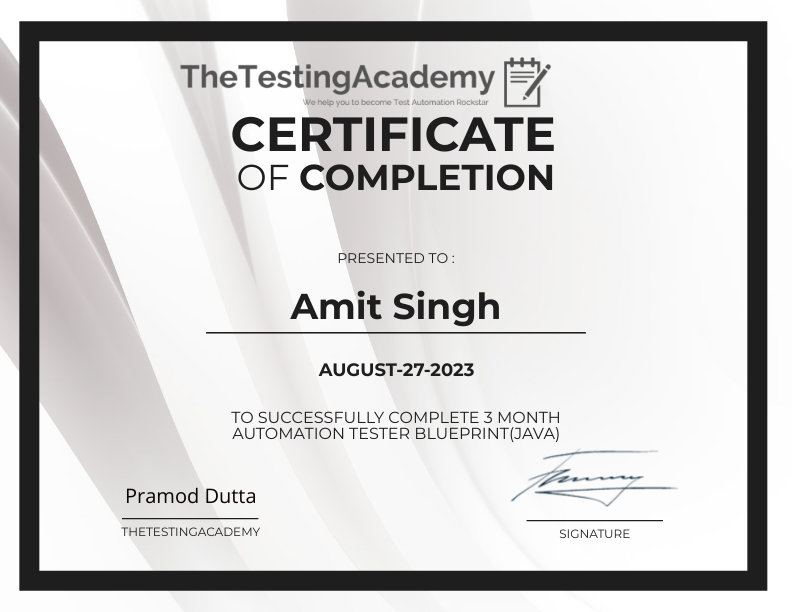 TheTestingAcademy
We help you to become Test Automation Rockstar
CERTIFICATE
OF COMPLETION
PRESENTED TO :
Amit Singh
AUGUST-27-2023
TO SUCCESSFULLY COMPLETE 3 MONTH
AUTOMATION TESTER BLUEPRINT(JAVA)
Pramod Dutta
THETESTINGACADEMY
SIGNATURE